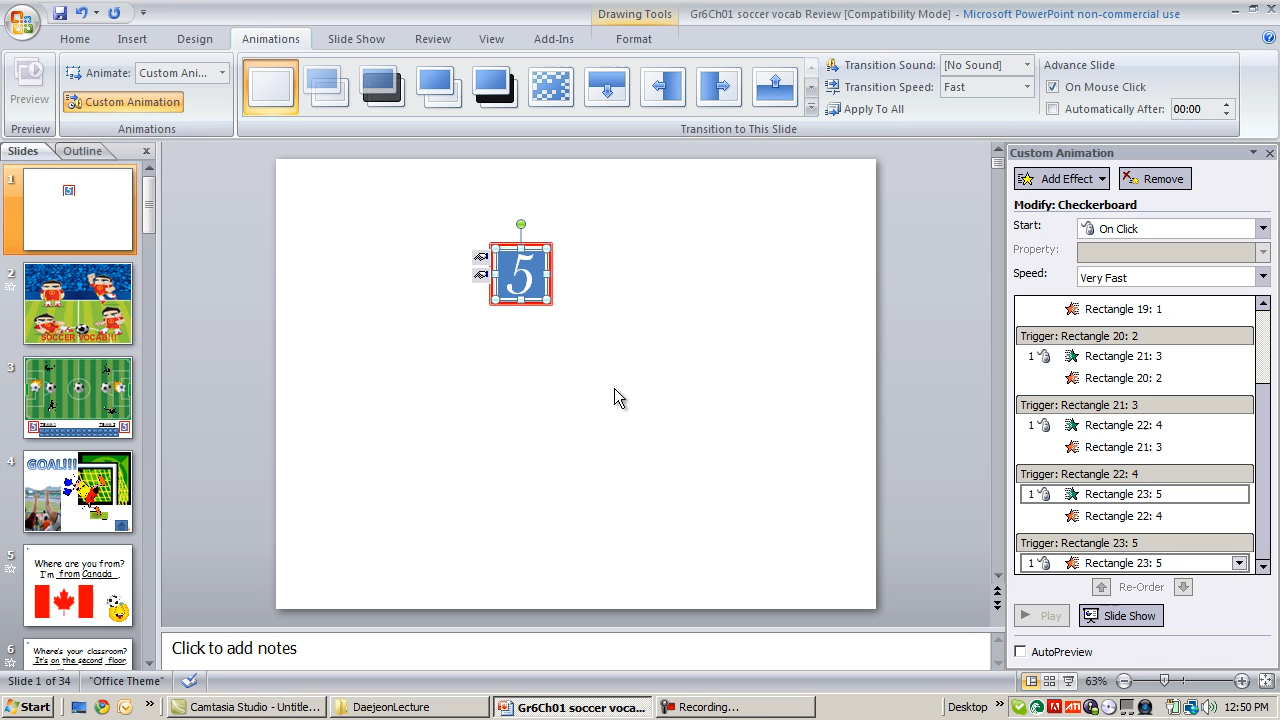 Drawing Tools
Gr6Ch01 soccer vocab Review [Compatibility Mode] - Microsoft PowerPoint non-commercial use
Home Insert Design Animations Slide Show Review View Add-Ins Format
Preview
Animate: Custom Ani...
Custom Animation
Transition Sound: [No Sound]
Transition Speed: Fast
Apply To All
Advance Slide
On Mouse Click
Automatically After: 00:00
Preview Animations Transition to This Slide
Slides Outline
1
2
SOCCER VOCAB!!!
3
4
GOAL!!!
5
Where are you from?
I'm from Canada.
6
Where's your classroom?
It's on the second floor
5
Click to add notes
Custom Animation
Add Effect Remove
Modify: Checkerboard
Start: On Click
Property:
Speed: Very Fast
Rectangle 19: 1
Trigger: Rectangle 20: 2
1 Rectangle 21: 3
Rectangle 20: 2
Trigger: Rectangle 21: 3
1 Rectangle 22: 4
Rectangle 21: 3
Trigger: Rectangle 22: 4
1 Rectangle 23: 5
Rectangle 22: 4
Trigger: Rectangle 23: 5
1 Rectangle 23: 5
Re-Order
Play Slide Show
AutoPreview
Slide 1 of 34 "Office Theme" 63%
Start Camtasia Studio - Untitle... DaejeonLecture Gr6Ch01 soccer voca... Recording... Desktop 12:50 PM